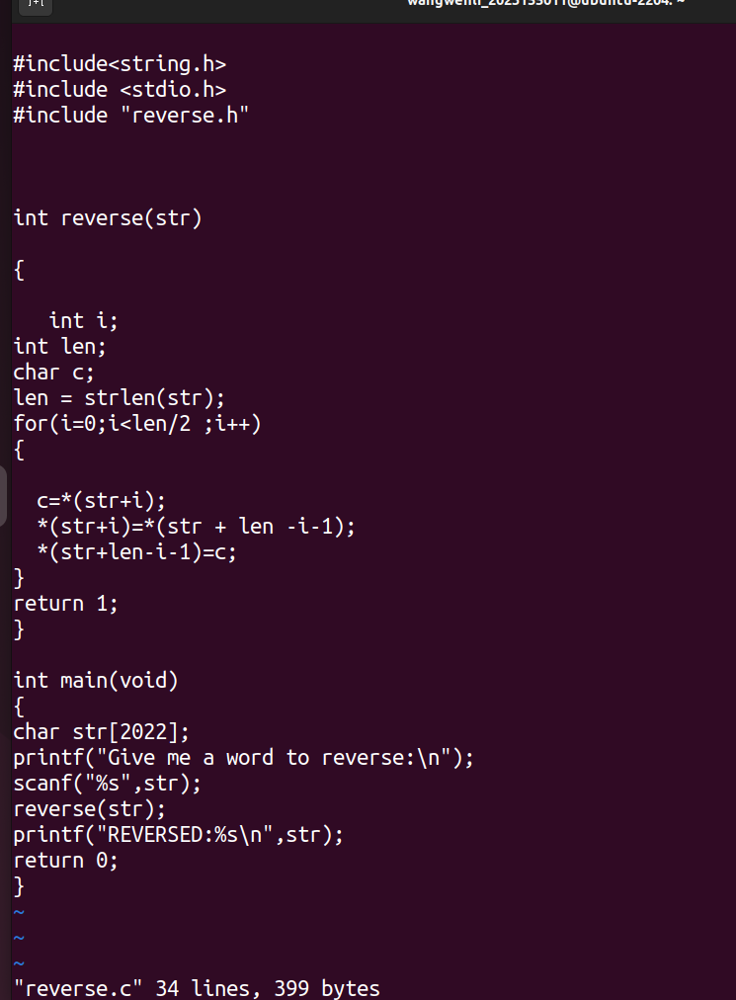 #include<string.h>
#include <stdio.h>
#include "reverse.h"
int reverse(str)
{
int i;
int len;
char c;
len = strlen(str);
for(i=0;i<len/2 ;i++)
{
c=*(str+i);
*(str+i)=*(str + len -i-1);
*(str+len-i-1)=c;
}
return 1;
}
int main(void)
{
char str[2022];
printf("Give me a word to reverse:\n");
scanf("%s",str);
reverse(str);
printf("REVERSED:%s\n",str);
return 0;
}
~
~
~
"reverse.c" 34 lines, 399 bytes